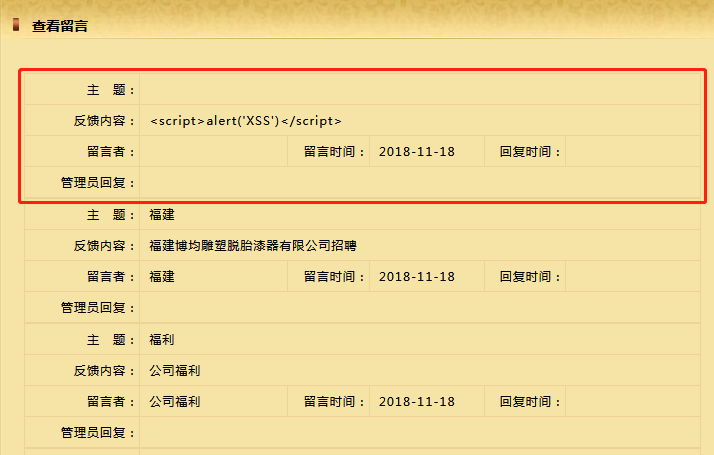 查看留言
主　题：
反馈内容： <script>alert('XSS')</script>
留言者： 留言时间： 2018-11-18 回复时间：
管理员回复：
主　题： 福建
反馈内容： 福建博均雕塑脱胎漆器有限公司招聘
留言者： 福建 留言时间： 2018-11-18 回复时间：
管理员回复：
主　题： 福利
反馈内容： 公司福利
留言者： 公司福利 留言时间： 2018-11-18 回复时间：
管理员回复：